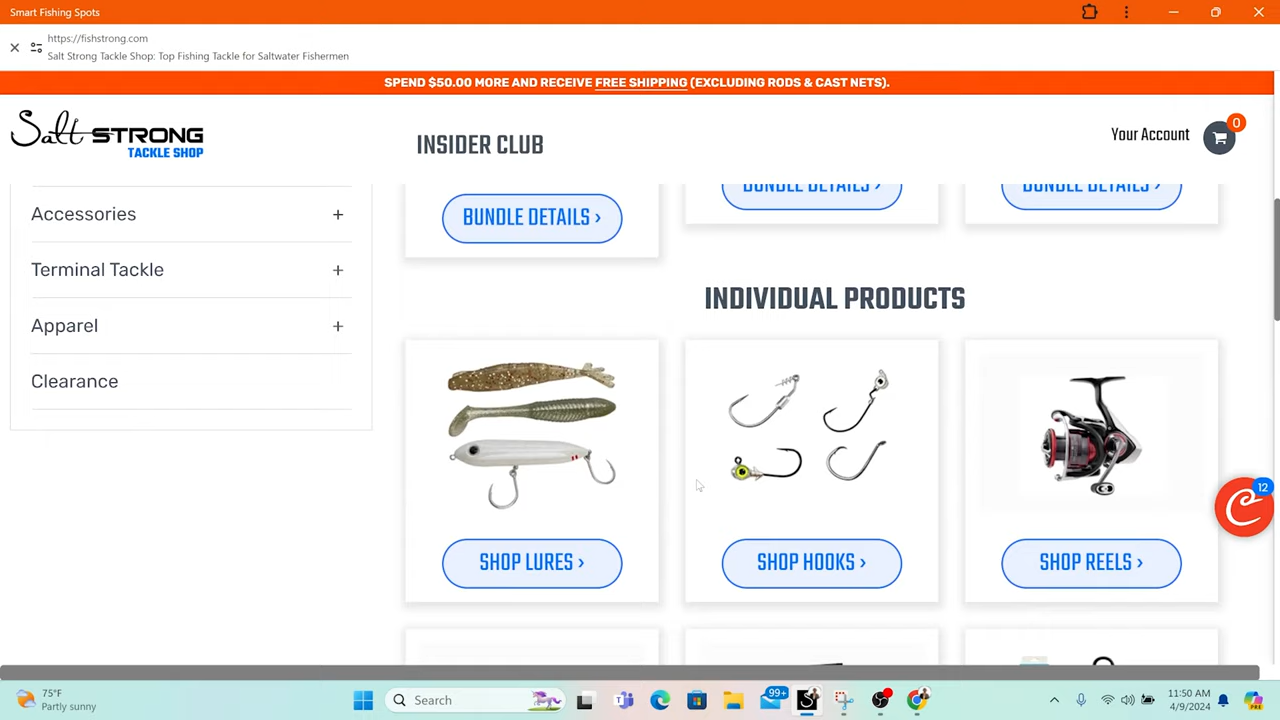 Smart Fishing Spots
https://fishstrong.com
Salt Strong Tackle Shop: Top Fishing Tackle for Saltwater Fishermen
SPEND $50.00 MORE AND RECEIVE FREE SHIPPING (EXCLUDING RODS & CAST NETS).
Salt STRONG
TACKLE SHOP
INSIDER CLUB
Your Account
0
Accessories +
Terminal Tackle +
Apparel +
Clearance
BUNDLE DETAILS ›
BUNDLE DETAILS ›
BUNDLE DETAILS ›
INDIVIDUAL PRODUCTS
SHOP LURES ›
SHOP HOOKS ›
SHOP REELS ›
12
75°F
Partly sunny
Search
99+
11:50 AM
4/9/2024
PRE